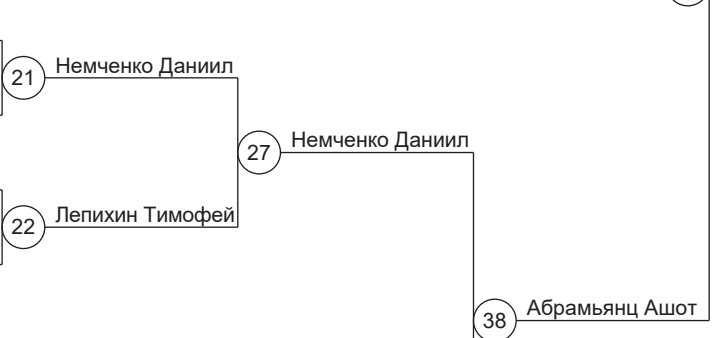 21
Немченко Даниил
27
Немченко Даниил
22
Лепихин Тимофей
38
Абрамьянц Ашот